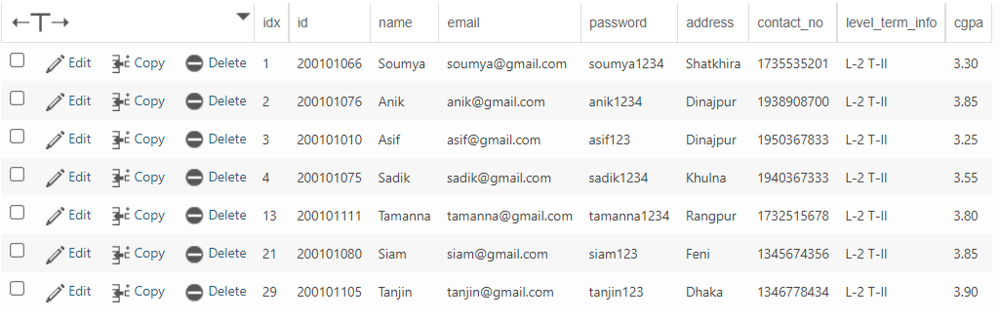 idx id name email password address contact_no level_term_info cgpa
Edit Copy Delete 1 200101066 Soumya soumya@gmail.com soumya1234 Shatkhira 1735535201 L-2 T-II 3.30
Edit Copy Delete 2 200101076 Anik anik@gmail.com anik1234 Dinajpur 1938908700 L-2 T-II 3.85
Edit Copy Delete 3 200101010 Asif asif@gmail.com asif123 Dinajpur 1950367833 L-2 T-II 3.25
Edit Copy Delete 4 200101075 Sadik sadik@gmail.com sadik1234 Khulna 1940367333 L-2 T-II 3.55
Edit Copy Delete 13 200101111 Tamanna tamanna@gmail.com tamanna1234 Rangpur 1732515678 L-2 T-II 3.80
Edit Copy Delete 21 200101080 Siam siam@gmail.com siam123 Feni 1345674356 L-2 T-II 3.85
Edit Copy Delete 29 200101105 Tanjin tanjin@gmail.com tanjin123 Dhaka 1346778434 L-2 T-II 3.90